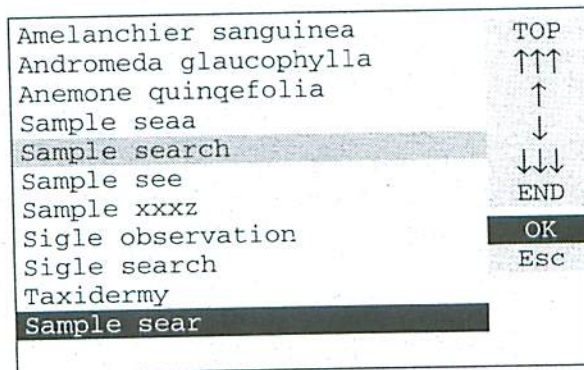 Amelanchier sanguinea
Andromeda glaucophylla
Anemone quinqefolia
Sample seaa
Sample search
Sample see
Sample xxxz
Sigle observation
Sigle search
Taxidermy
Sample sear
TOP
↑↑↑
↑
↓
↓↓↓
END
OK
Esc